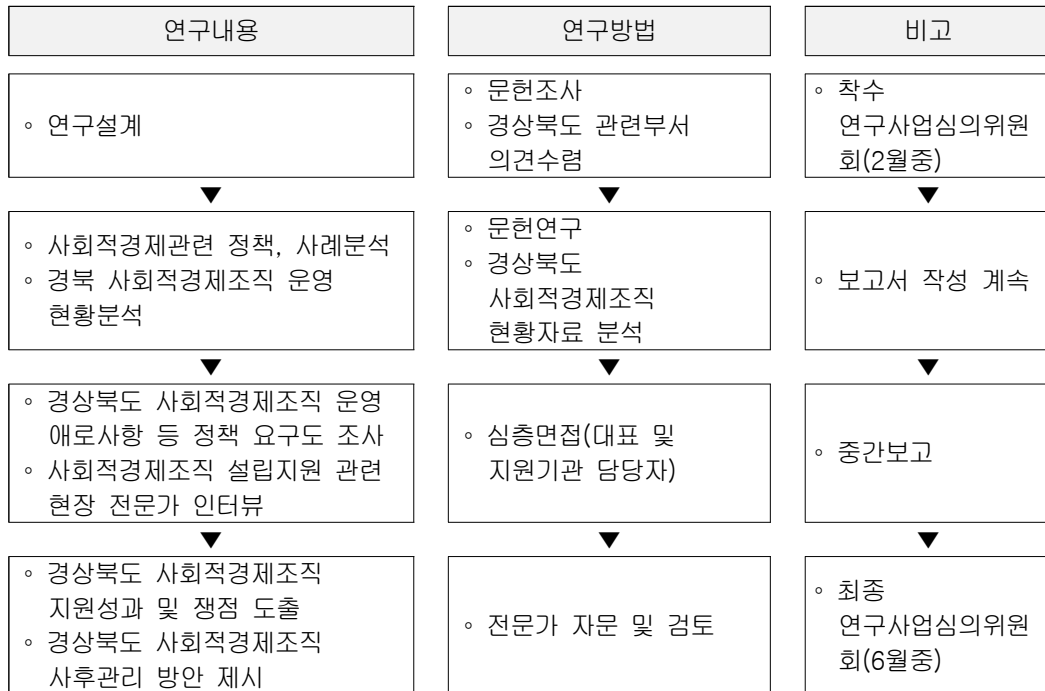 연구내용
연구방법
비고
◦ 연구설계
◦ 문헌조사
◦ 경상북도 관련부서
의견수렴
◦ 착수
연구사업심의위원
회(2월중)
▼ ▼ ▼
◦ 사회적경제관련 정책, 사례분석
◦ 경북 사회적경제조직 운영
현황분석
◦ 문헌연구
◦ 경상북도
사회적경제조직
현황자료 분석
◦ 보고서 작성 계속
▼ ▼ ▼
◦ 경상북도 사회적경제조직 운영
애로사항 등 정책 요구도 조사
◦ 사회적경제조직 설립지원 관련
현장 전문가 인터뷰
◦ 심층면접(대표 및
지원기관 담당자)
◦ 중간보고
▼ ▼ ▼
◦ 경상북도 사회적경제조직
지원성과 및 쟁점 도출
◦ 경상북도 사회적경제조직
사후관리 방안 제시
◦ 전문가 자문 및 검토
◦ 최종
연구사업심의위원
회(6월중)